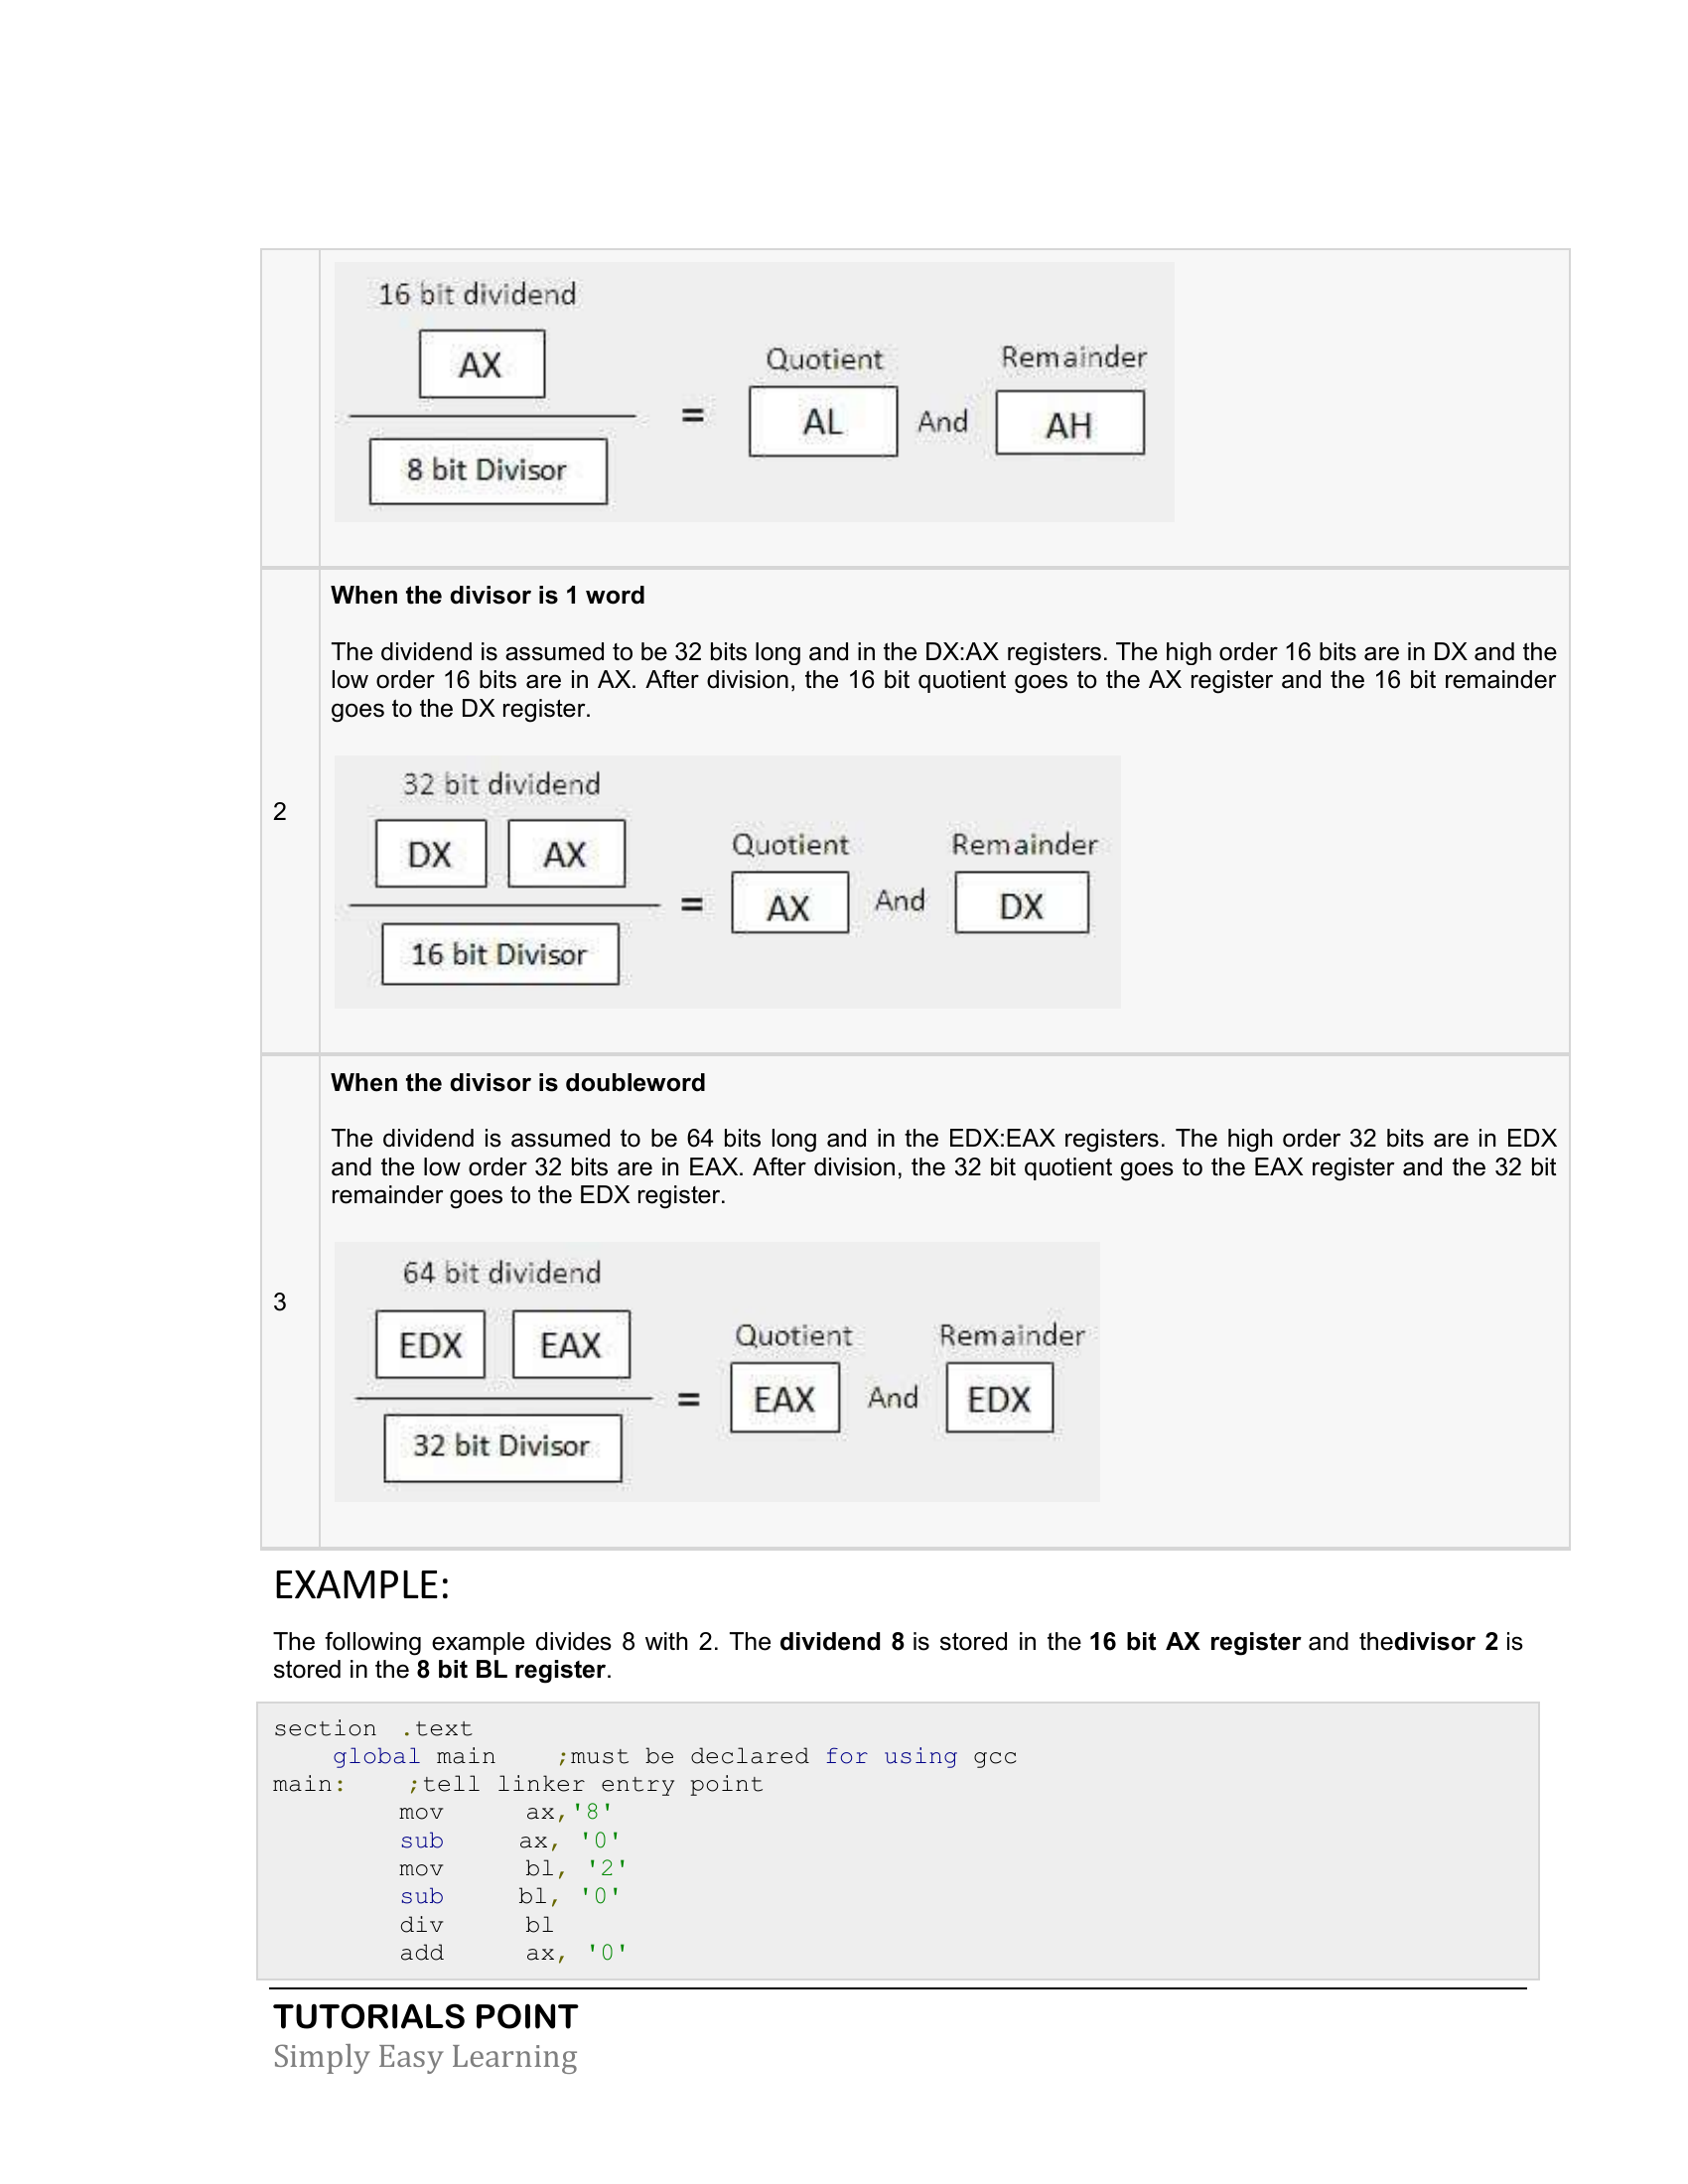 16 bit dividend
AX
8 bit Divisor
=
Quotient
AL
And
Remainder
AH
When the divisor is 1 word
The dividend is assumed to be 32 bits long and in the DX:AX registers. The high order 16 bits are in DX and the
low order 16 bits are in AX. After division, the 16 bit quotient goes to the AX register and the 16 bit remainder
goes to the DX register.
2
32 bit dividend
DX AX
16 bit Divisor
=
Quotient
AX
And
Remainder
DX
When the divisor is doubleword
The dividend is assumed to be 64 bits long and in the EDX:EAX registers. The high order 32 bits are in EDX
and the low order 32 bits are in EAX. After division, the 32 bit quotient goes to the EAX register and the 32 bit
remainder goes to the EDX register.
3
64 bit dividend
EDX EAX
32 bit Divisor
=
Quotient
EAX
And
Remainder
EDX
EXAMPLE:
The following example divides 8 with 2. The dividend 8 is stored in the 16 bit AX register and thedivisor 2 is
stored in the 8 bit BL register.
section .text
global main ;must be declared for using gcc
main: ;tell linker entry point
mov ax,'8'
sub ax, '0'
mov bl, '2'
sub bl, '0'
div bl
add ax, '0'
TUTORIALS POINT
Simply Easy Learning